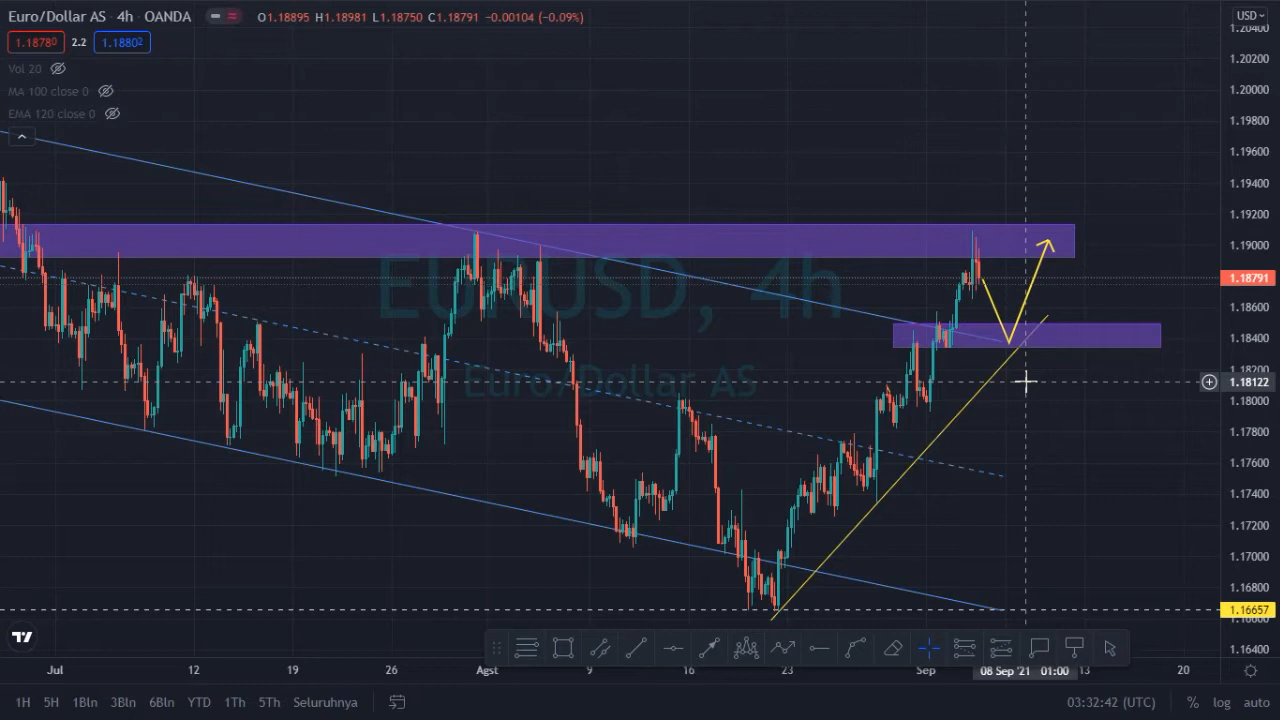 Euro/Dollar AS · 4h · OANDA O1.18895 H1.18981 L1.18750 C1.18791 -0.00104 (-0.09%)
USD
1.18780 2.2 1.18802
Vol 20
MA 100 close 0
EMA 120 close 0
EURUSD, 4h
Euro/Dollar AS
1.20400
1.20200
1.20000
1.19800
1.19600
1.19400
1.19200
1.19000
1.18791
1.18600
1.18400
1.18200
1.18122
1.18000
1.17800
1.17600
1.17400
1.17200
1.17000
1.16800
1.16657
1.16600
1.16400
Jul 12 19 26 Agst 9 16 23 Sep 08 Sep '21 01:00 13 20
1H 5H 1Bln 3Bln 6Bln YTD 1Th 5Th Seluruhnya 03:32:42 (UTC) % log auto